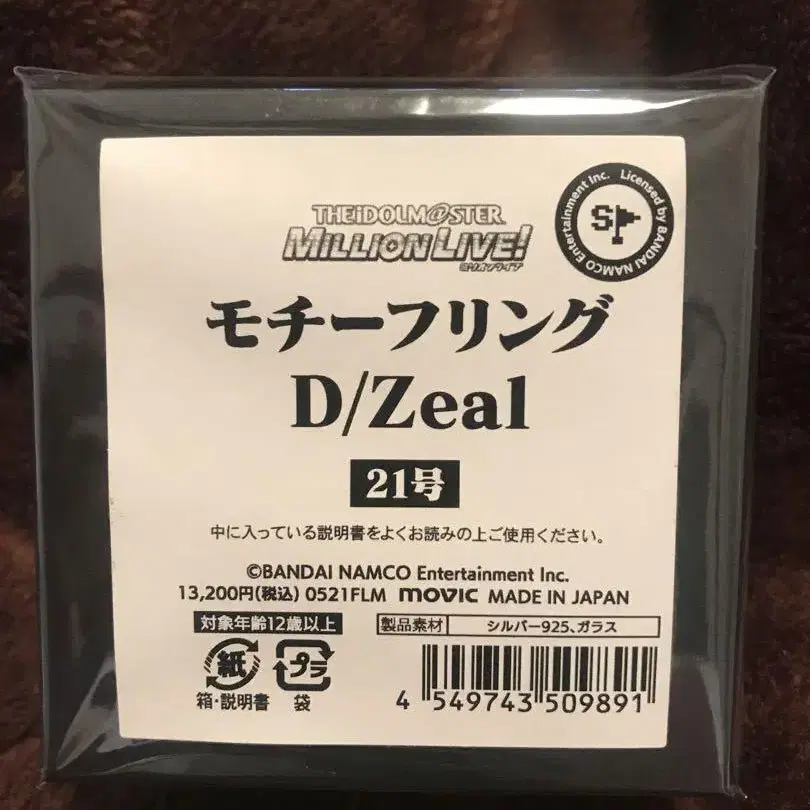 THE iDOLM@STER
MILLION LIVE!
ミリオンライブ
Licensed by BANDAI NAMCO Entertainment Inc.
モチーフリング
D/Zeal
21号
中に入っている説明書をよくお読みの上ご使用ください。
©BANDAI NAMCO Entertainment Inc.
13,200円(税込) 0521FLM movic MADE IN JAPAN
対象年齢12歳以上 製品素材 シルバー925、ガラス
紙 プラ
箱・説明書 袋
4 549743 509891